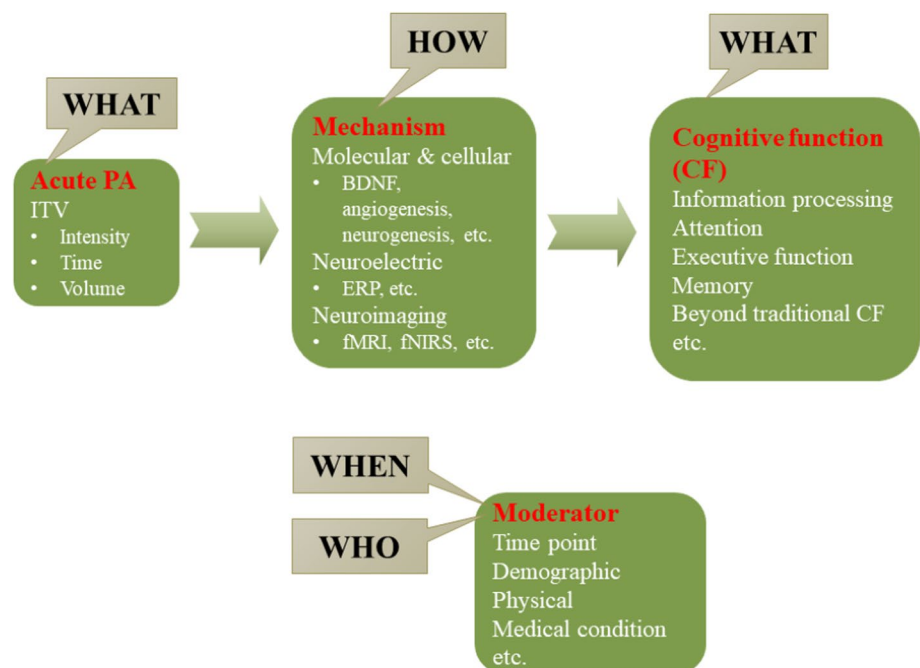 WHAT
Acute PA
ITV
• Intensity
• Time
• Volume
HOW
Mechanism
Molecular & cellular
• BDNF,
angiogenesis,
neurogenesis, etc.
Neuroelectric
• ERP, etc.
Neuroimaging
• fMRI, fNIRS, etc.
WHAT
Cognitive function
(CF)
Information processing
Attention
Executive function
Memory
Beyond traditional CF
etc.
WHEN
WHO
Moderator
Time point
Demographic
Physical
Medical condition
etc.